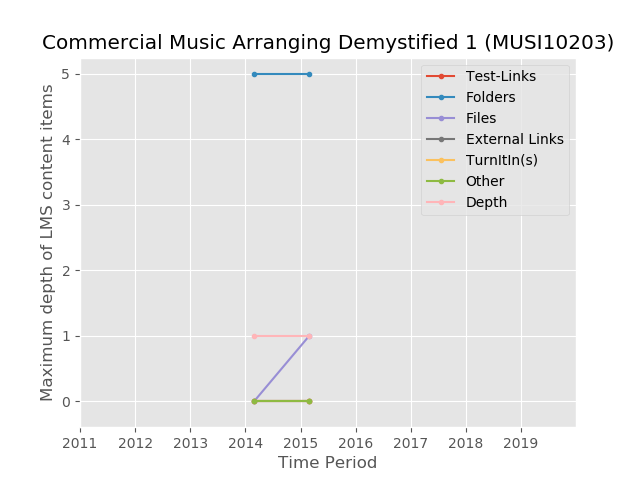 Commercial Music Arranging Demystified 1 (MUSI10203)
Maximum depth of LMS content items
5
4
3
2
1
0
Test-Links
Folders
Files
External Links
TurnItIn(s)
Other
Depth
2011 2012 2013 2014 2015 2016 2017 2018 2019
Time Period